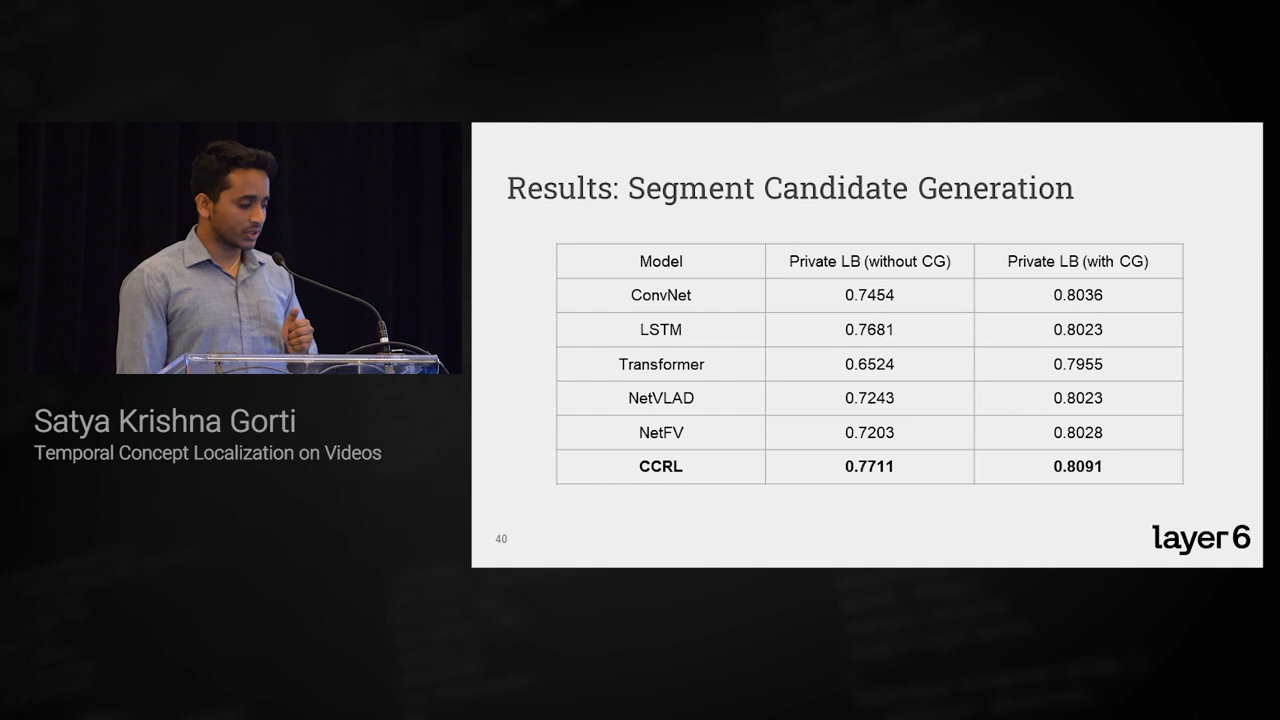 Results: Segment Candidate Generation
Model Private LB (without CG) Private LB (with CG)
ConvNet 0.7454 0.8036
LSTM 0.7681 0.8023
Transformer 0.6524 0.7955
NetVLAD 0.7243 0.8023
NetFV 0.7203 0.8028
CCRL 0.7711 0.8091
40
layer 6
Satya Krishna Gorti
Temporal Concept Localization on Videos